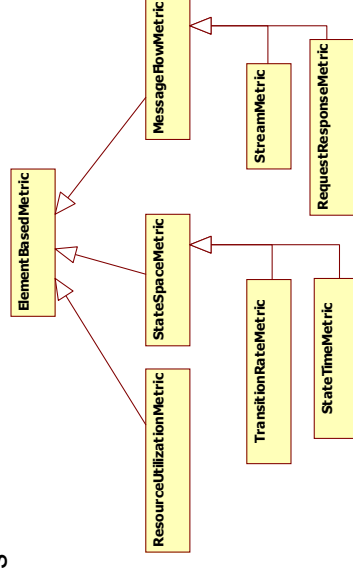 s
ElementBasedMetric
ResourceUtilizationMetric
StateSpaceMetric
MessageFlowMetric
TransitionRateMetric
StreamMetric
StateTimeMetric
RequestResponseMetric